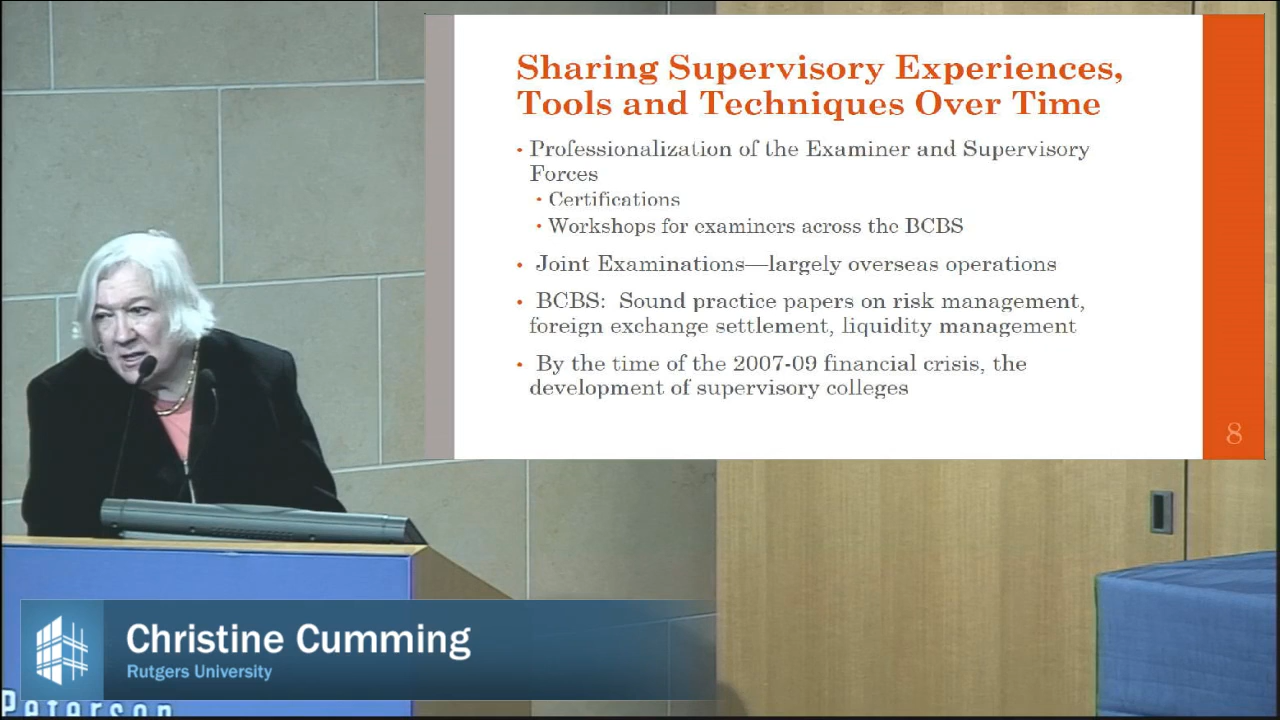 Sharing Supervisory Experiences,
Tools and Techniques Over Time
• Professionalization of the Examiner and Supervisory
Forces
• Certifications
• Workshops for examiners across the BCBS
• Joint Examinations—largely overseas operations
• BCBS: Sound practice papers on risk management,
foreign exchange settlement, liquidity management
• By the time of the 2007-09 financial crisis, the
development of supervisory colleges
8
Christine Cumming
Rutgers University
Peterson